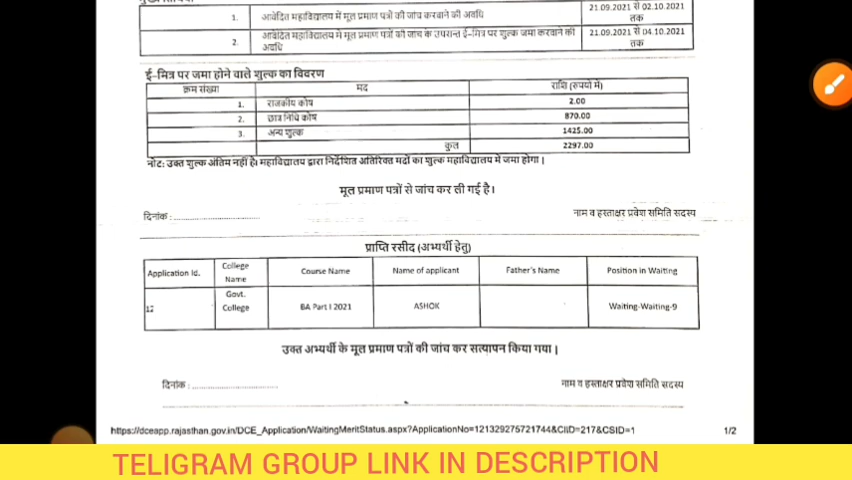 1. आवेदित महाविद्यालय में मूल प्रमाण पत्रों की जांच करवाने की अवधि 21.09.2021 से 02.10.2021 तक
2. आवेदित महाविद्यालय में मूल प्रमाण पत्रों की जांच के उपरान्त ई-मित्र पर शुल्क जमा करवाने की अवधि 21.09.2021 से 04.10.2021 तक
ई-मित्र पर जमा होने वाले शुल्क का विवरण
क्रम संख्या मद राशि (रुपयों में)
1. राजकीय कोष 2.00
2. छात्र निधि कोष 870.00
3. अन्य शुल्क 1425.00
कुल 2297.00
नोट: उक्त शुल्क अंतिम नहीं है। महाविद्यालय द्वारा निर्देशित अतिरिक्त मदों का शुल्क महाविद्यालय में जमा होगा |
मूल प्रमाण पत्रों से जांच कर ली गई है।
दिनांक : ............................ नाम व हस्ताक्षर प्रवेश समिति सदस्य
प्राप्ति रसीद (अभ्यर्थी हेतु)
Application Id. College Name Course Name Name of applicant Father's Name Position in Waiting
12 Govt. College BA Part I 2021 ASHOK Waiting-Waiting-9
उक्त अभ्यर्थी के मूल प्रमाण पत्रों की जांच कर सत्यापन किया गया |
दिनांक : ............................ नाम व हस्ताक्षर प्रवेश समिति सदस्य
https://dceapp.rajasthan.gov.in/DCE_Application/WaitingMeritStatus.aspx?ApplicationNo=121329275721744&CliD=217&CSID=1 1/2
TELIGRAM GROUP LINK IN DESCRIPTION